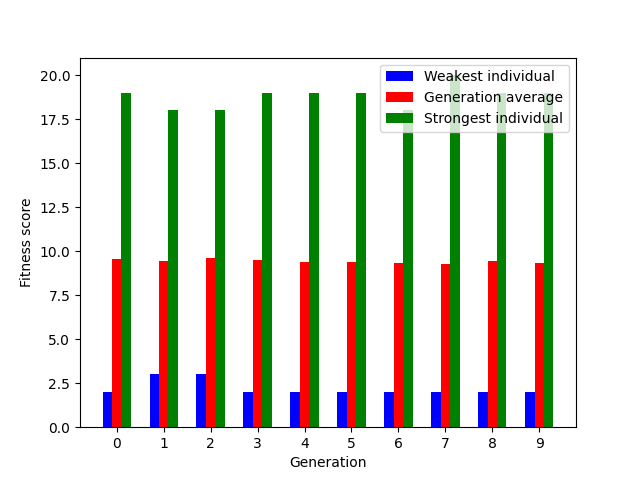 Weakest individual
Generation average
Strongest individual
20.0
17.5
15.0
12.5
10.0
7.5
5.0
2.5
0.0
Fitness score
0 1 2 3 4 5 6 7 8 9
Generation